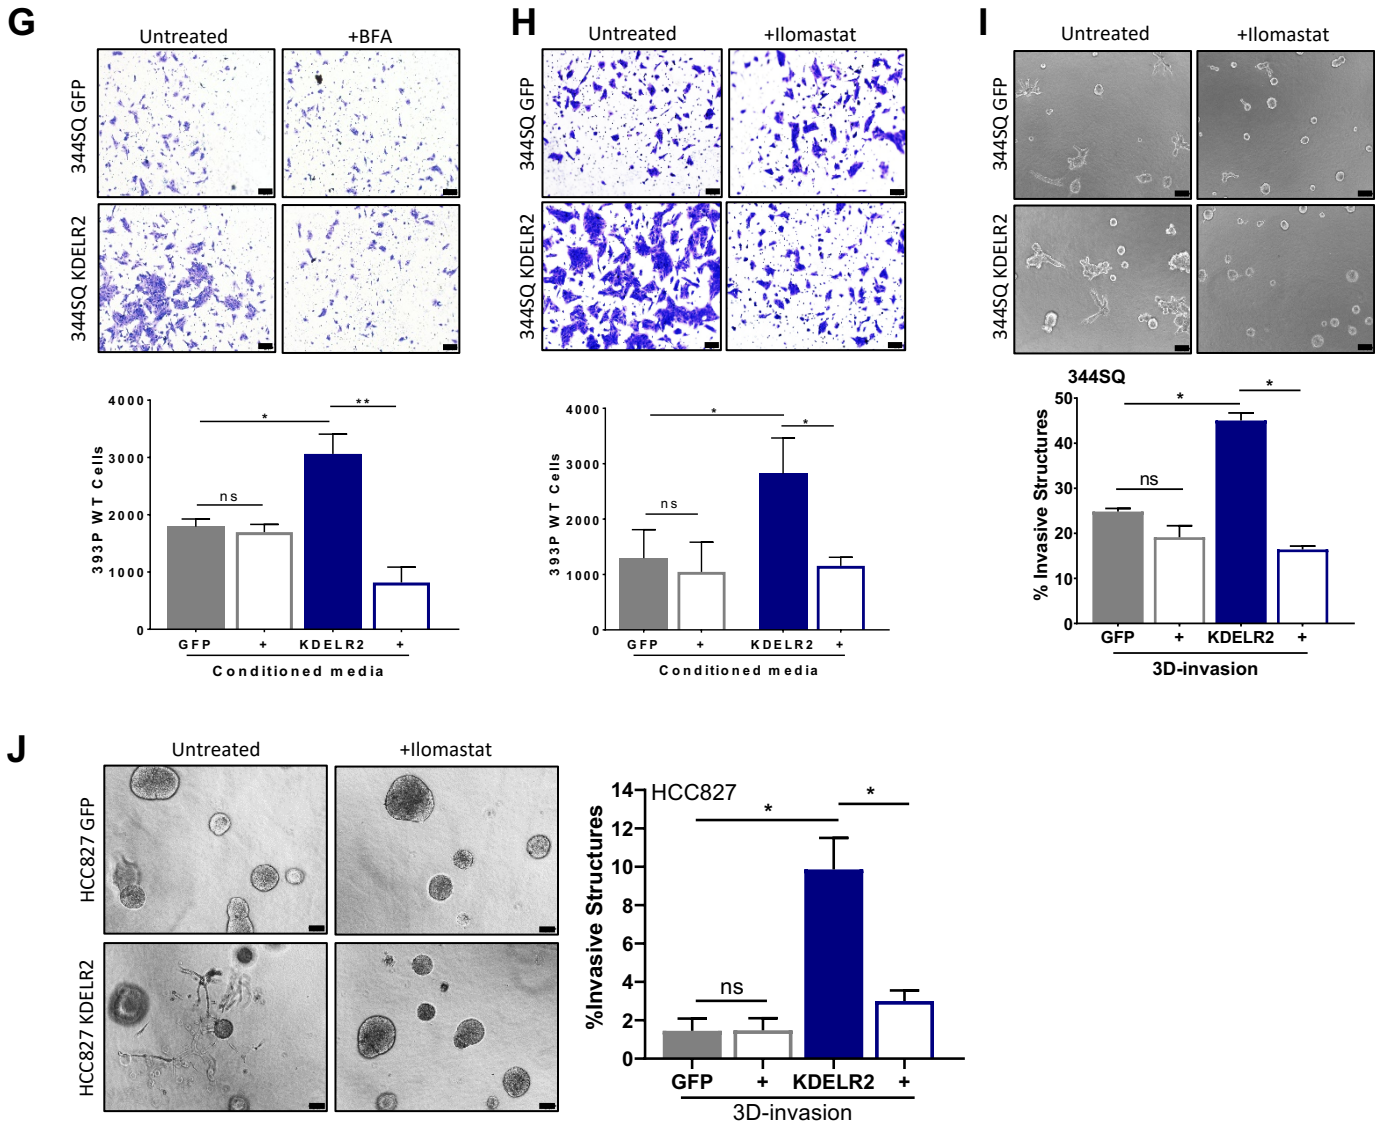 G
Untreated
+BFA
344SQ GFP
344SQ KDELR2
4000
3000
2000
1000
0
393P WT Cells
ns
*
**
GFP
+
KDELR2
+
Conditioned media
H
Untreated
+Ilomastat
344SQ GFP
344SQ KDELR2
4000
3000
2000
1000
0
393P WT Cells
ns
*
*
GFP
+
KDELR2
+
Conditioned media
I
Untreated
+Ilomastat
344SQ GFP
344SQ KDELR2
344SQ
50
40
30
20
10
0
% Invasive Structures
ns
*
*
GFP
+
KDELR2
+
3D-invasion
J
Untreated
+Ilomastat
HCC827 GFP
HCC827 KDELR2
HCC827
14
12
10
8
6
4
2
0
%Invasive Structures
ns
*
*
GFP
+
KDELR2
+
3D-invasion